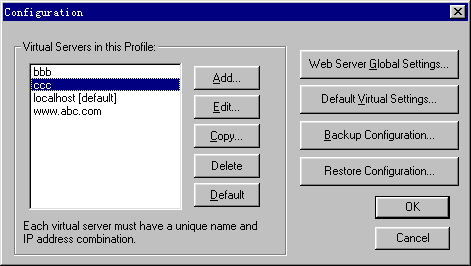 Configuration
Virtual Servers in this Profile:
bbb
ccc
localhost [default]
www.abc.com
Add...
Edit...
Copy...
Delete
Default
Each virtual server must have a unique name and
IP address combination.
Web Server Global Settings...
Default Virtual Settings...
Backup Configuration...
Restore Configuration...
OK
Cancel